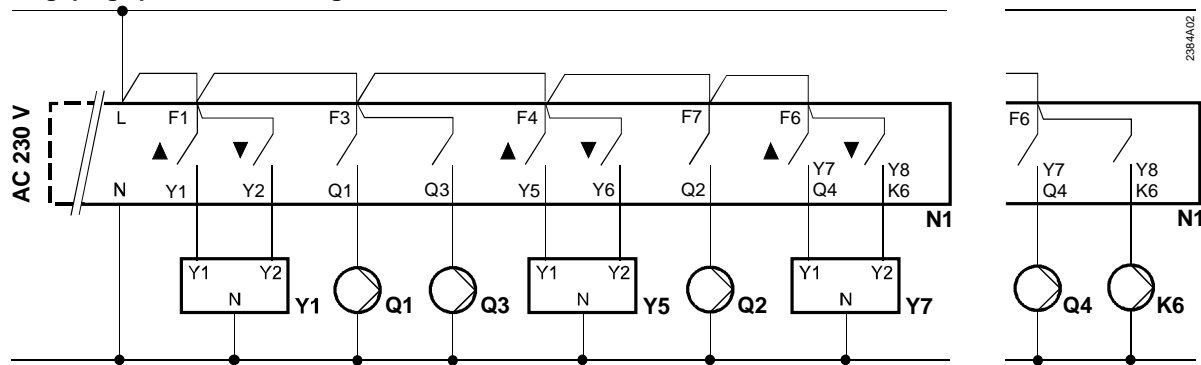 2384A02
AC 230 V
L F1 F3 F4 F7 F6 F6
▲ ▼ ▲ ▼ ▲ ▼
Y7 Y8 Y7 Y8
N Y1 Y2 Q1 Q3 Y5 Y6 Q2 Q4 K6 Q4 K6
N1 N1
Y1 Y2 Y1 Y2 Y1 Y2
N Y1 Q1 Q3 N Y5 Q2 N Y7 Q4 K6